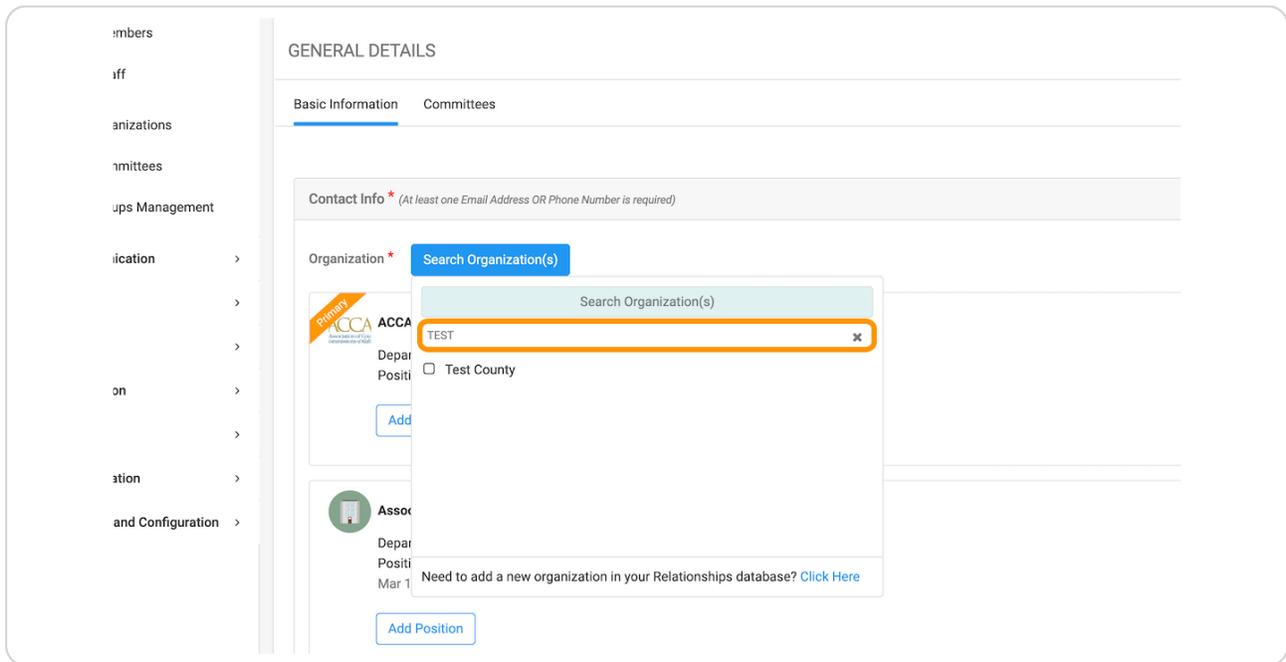 embers
aff
anizations
nmittees
ups Management
ication
on
ation
and Configuration
GENERAL DETAILS
Basic Information Committees
Contact Info * (At least one Email Address OR Phone Number is required)
Organization * Search Organization(s)
Search Organization(s)
TEST
Test County
Primary
ACCA
ACCA
Depar
Positi
Add
Assoc
Depar
Positi
Mar 1
Need to add a new organization in your Relationships database? Click Here
Add Position